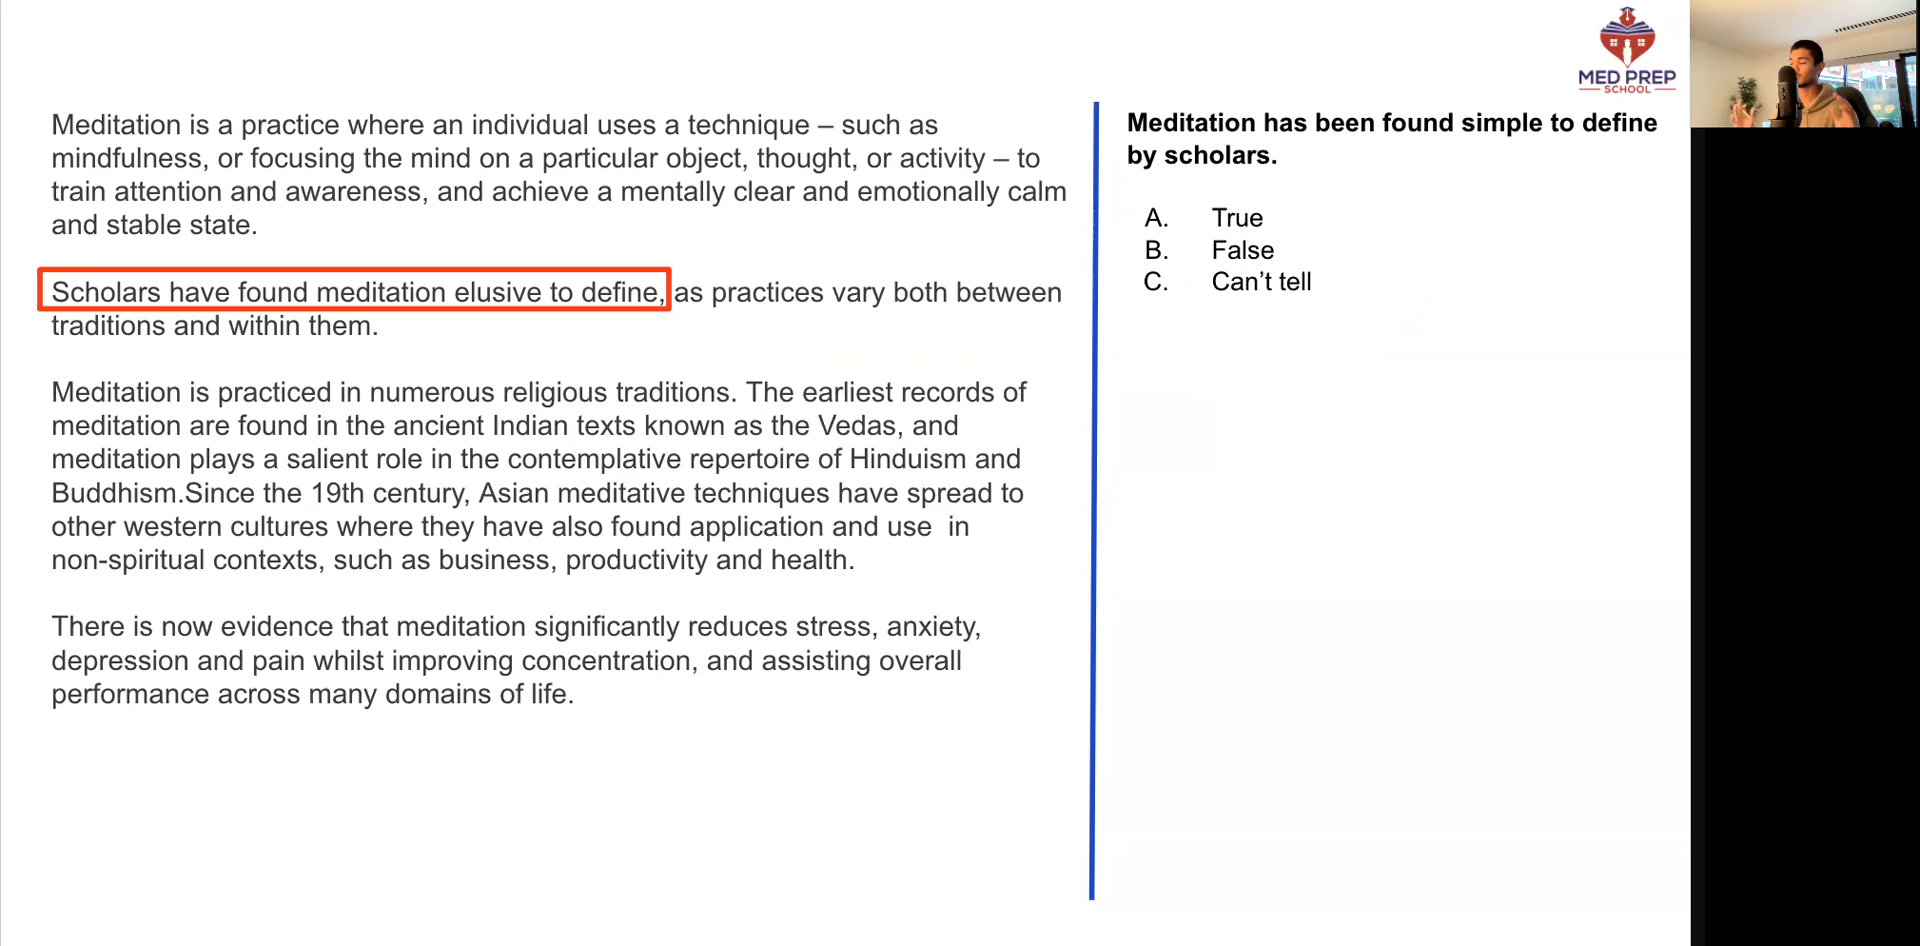 MED PREP
SCHOOL
Meditation is a practice where an individual uses a technique – such as
mindfulness, or focusing the mind on a particular object, thought, or activity – to
train attention and awareness, and achieve a mentally clear and emotionally calm
and stable state.
Scholars have found meditation elusive to define, as practices vary both between
traditions and within them.
Meditation is practiced in numerous religious traditions. The earliest records of
meditation are found in the ancient Indian texts known as the Vedas, and
meditation plays a salient role in the contemplative repertoire of Hinduism and
Buddhism.Since the 19th century, Asian meditative techniques have spread to
other western cultures where they have also found application and use  in
non-spiritual contexts, such as business, productivity and health.
There is now evidence that meditation significantly reduces stress, anxiety,
depression and pain whilst improving concentration, and assisting overall
performance across many domains of life.
Meditation has been found simple to define
by scholars.
A. True
B. False
C. Can’t tell